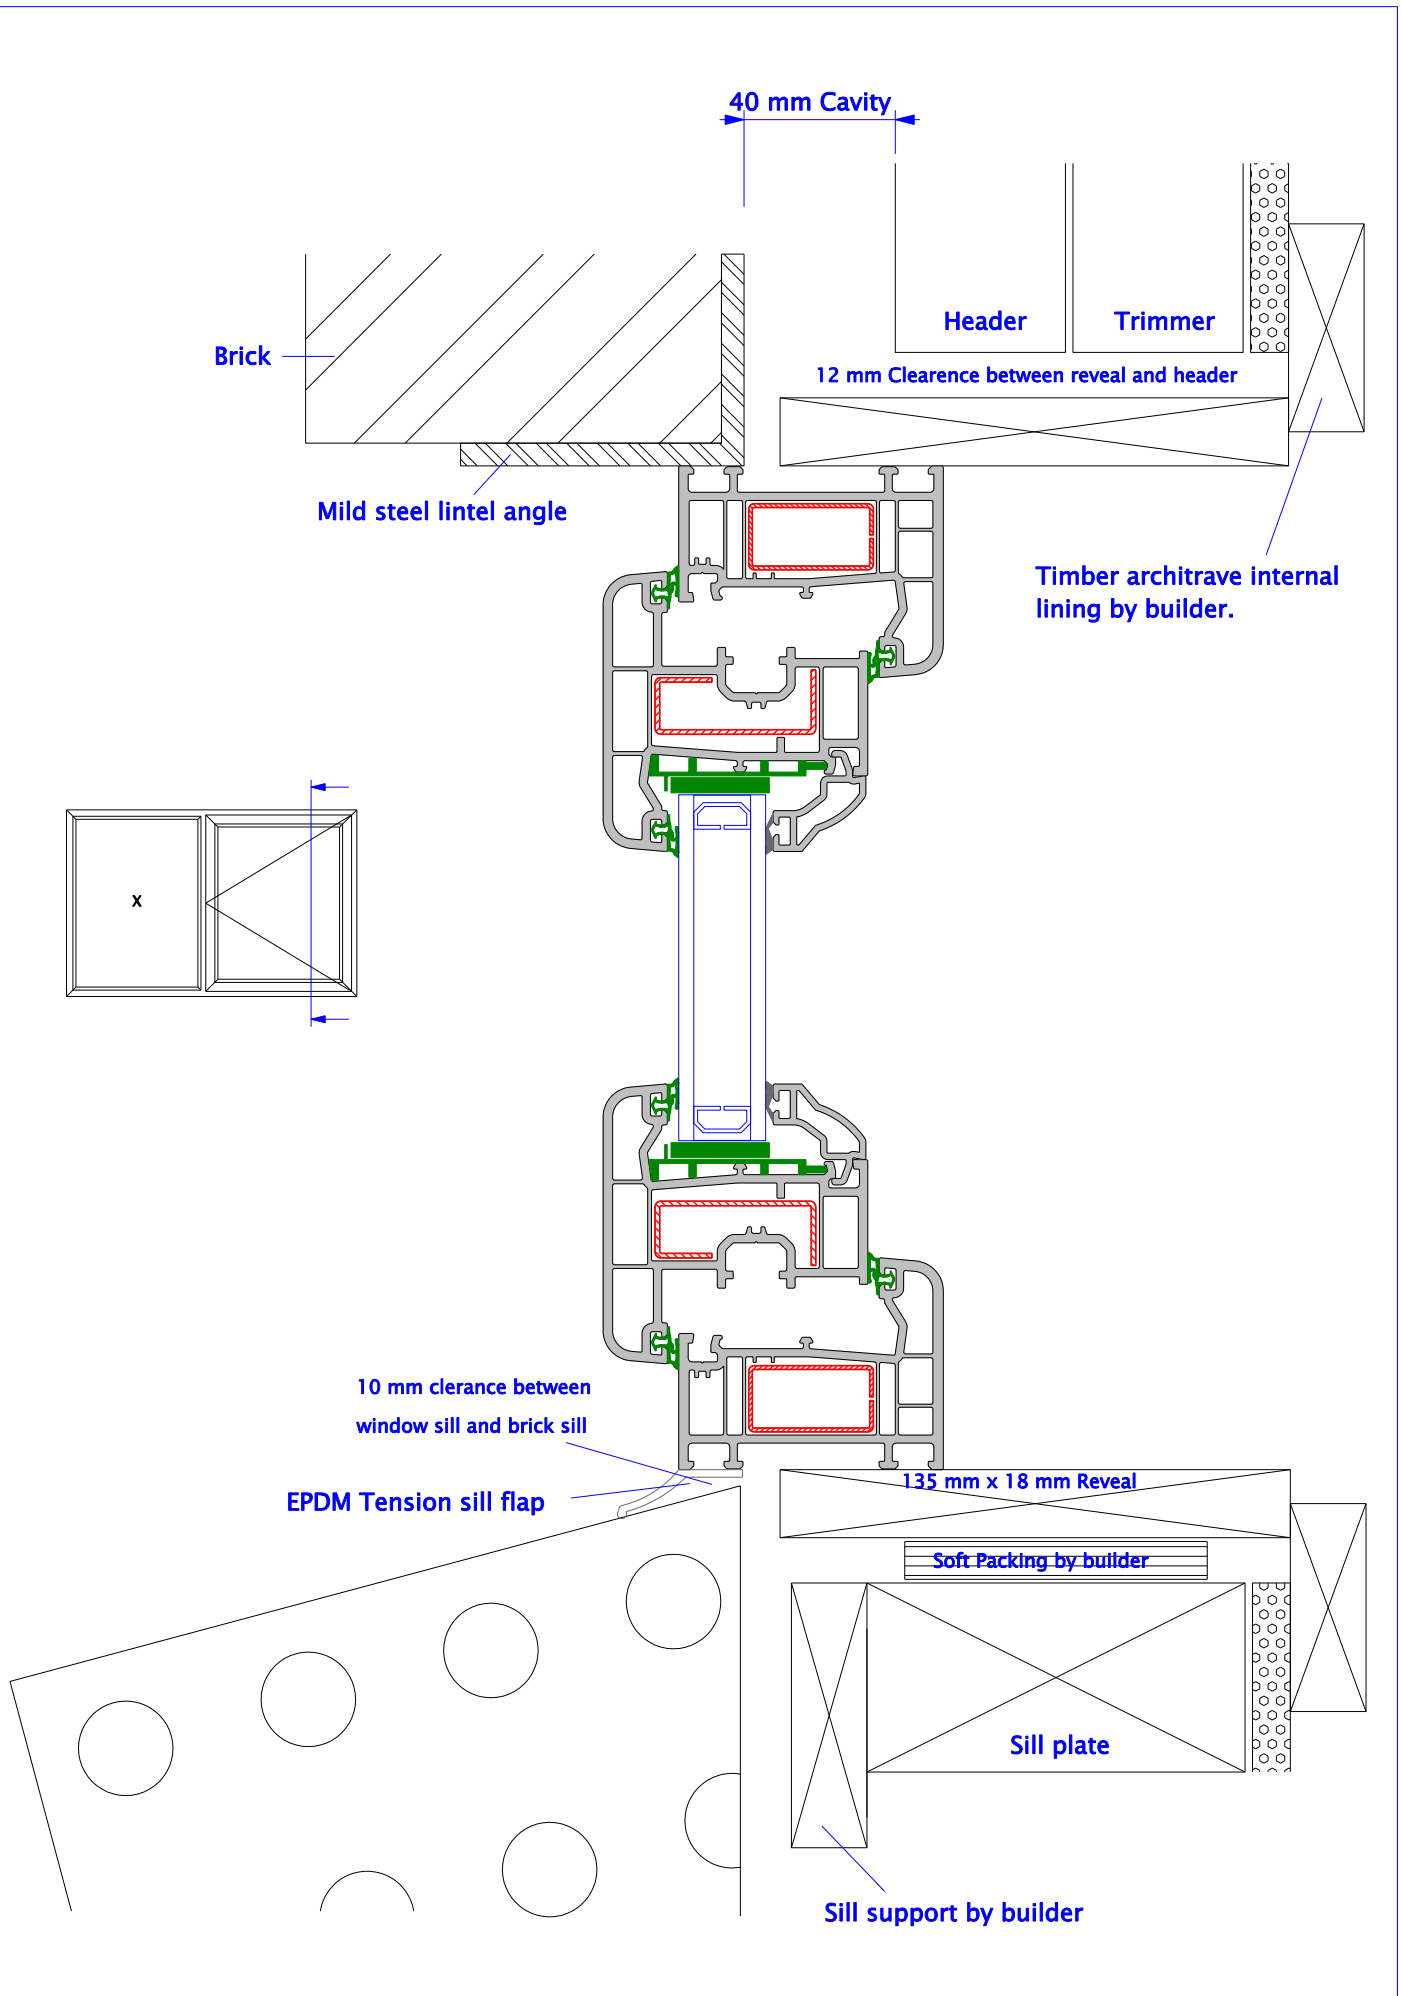 40 mm Cavity
Header
Trimmer
Brick
12 mm Clearence between reveal and header
Mild steel lintel angle
Timber architrave internal
lining by builder.
x
10 mm clerance between
window sill and brick sill
135 mm x 18 mm Reveal
EPDM Tension sill flap
Soft Packing by builder
Sill plate
Sill support by builder